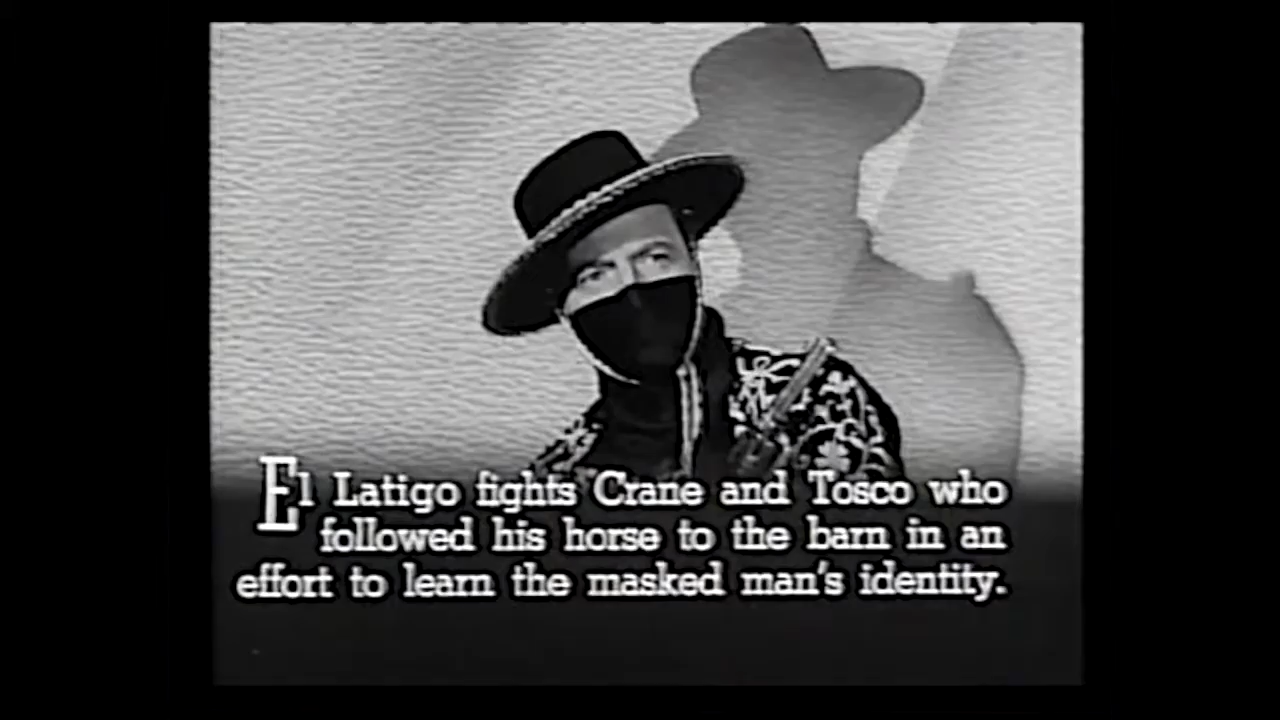 El Latigo fights Crane and Tosco who
followed his horse to the barn in an
effort to learn the masked man's identity.